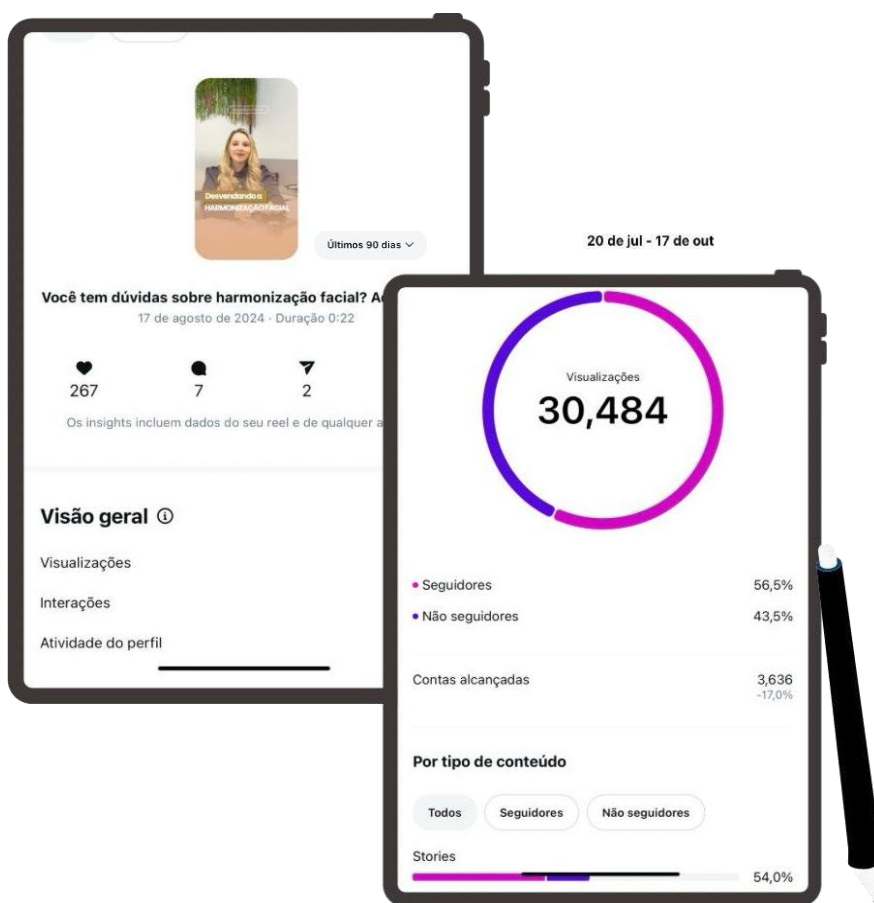 Desvendando a
HARMONIZAÇÃO FACIAL
Últimos 90 dias
Você tem dúvidas sobre harmonização facial? A
17 de agosto de 2024 · Duração 0:22
267
7
2
Os insights incluem dados do seu reel e de qualquer a
Visão geral
Visualizações
Interações
Atividade do perfil
20 de jul - 17 de out
Visualizações
30,484
Seguidores 56,5%
Não seguidores 43,5%
Contas alcançadas 3,636
-17,0%
Por tipo de conteúdo
Todos Seguidores Não seguidores
Stories
54,0%